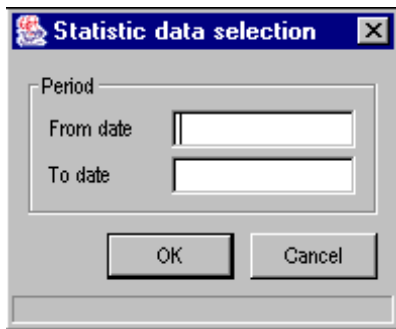 Statistic data selection
Period
From date
To date
OK
Cancel